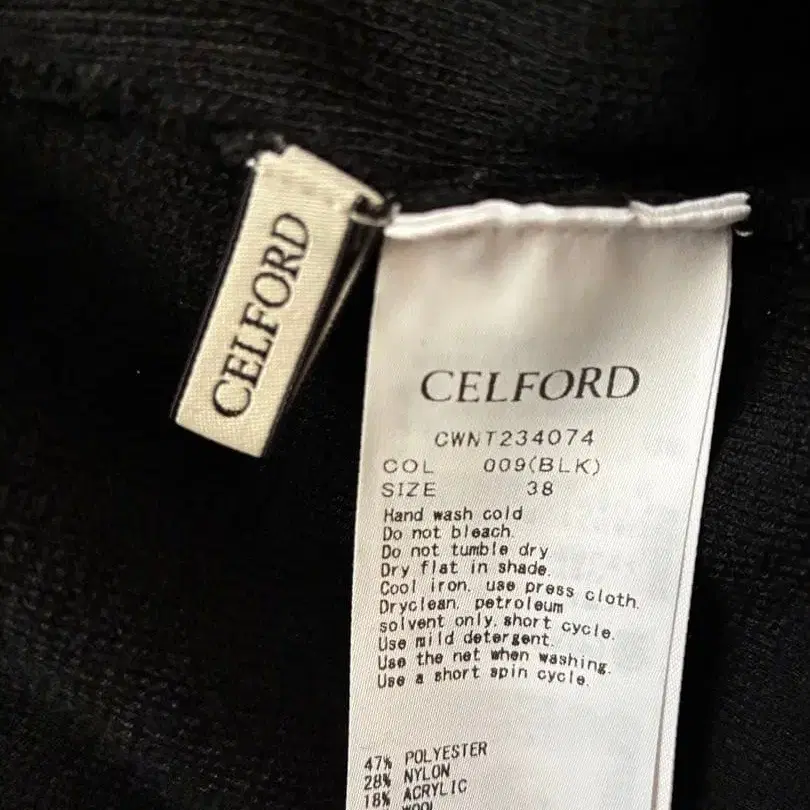 CELFORD
CELFORD
CWNT234074
COL 009(BLK)
SIZE 38
Hand wash cold
Do not bleach.
Do not tumble dry
Dry flat in shade.
Cool iron, use press cloth.
Dryclean, petroleum
solvent only, short cycle.
Use mild detergent.
Use the net when washing.
Use a short spin cycle.
47% POLYESTER
28% NYLON
18% ACRYLIC
WOOL